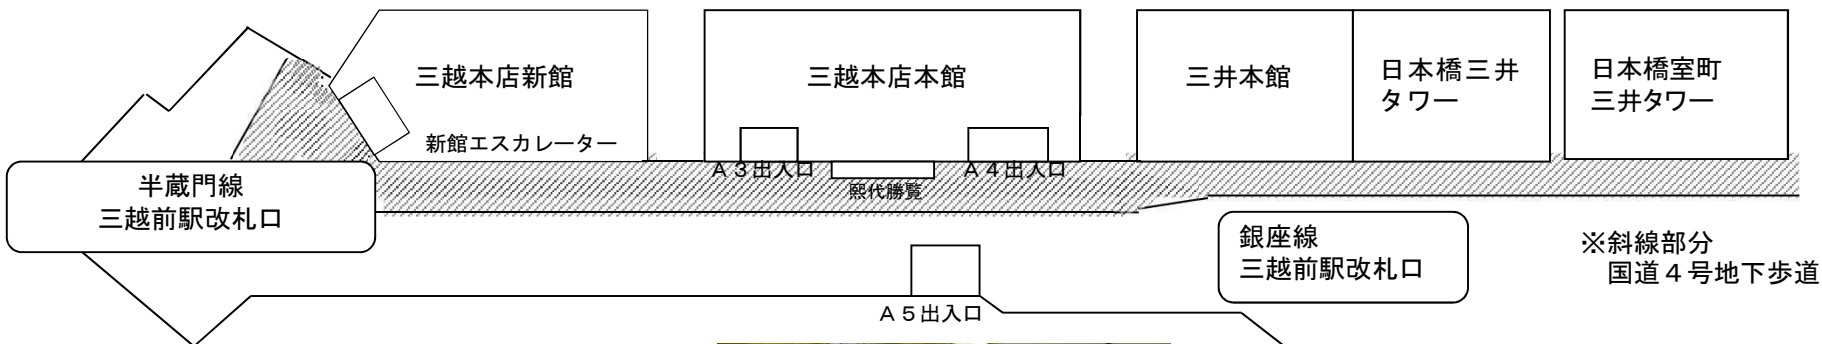 三越本店新館
三越本店本館
三井本館
日本橋三井
タワー
日本橋室町
三井タワー
新館エスカレーター
Ａ３出入口
Ａ４出入口
熙代勝覧
半蔵門線
三越前駅改札口
銀座線
三越前駅改札口
※斜線部分
国道４号地下歩道
Ａ５出入口